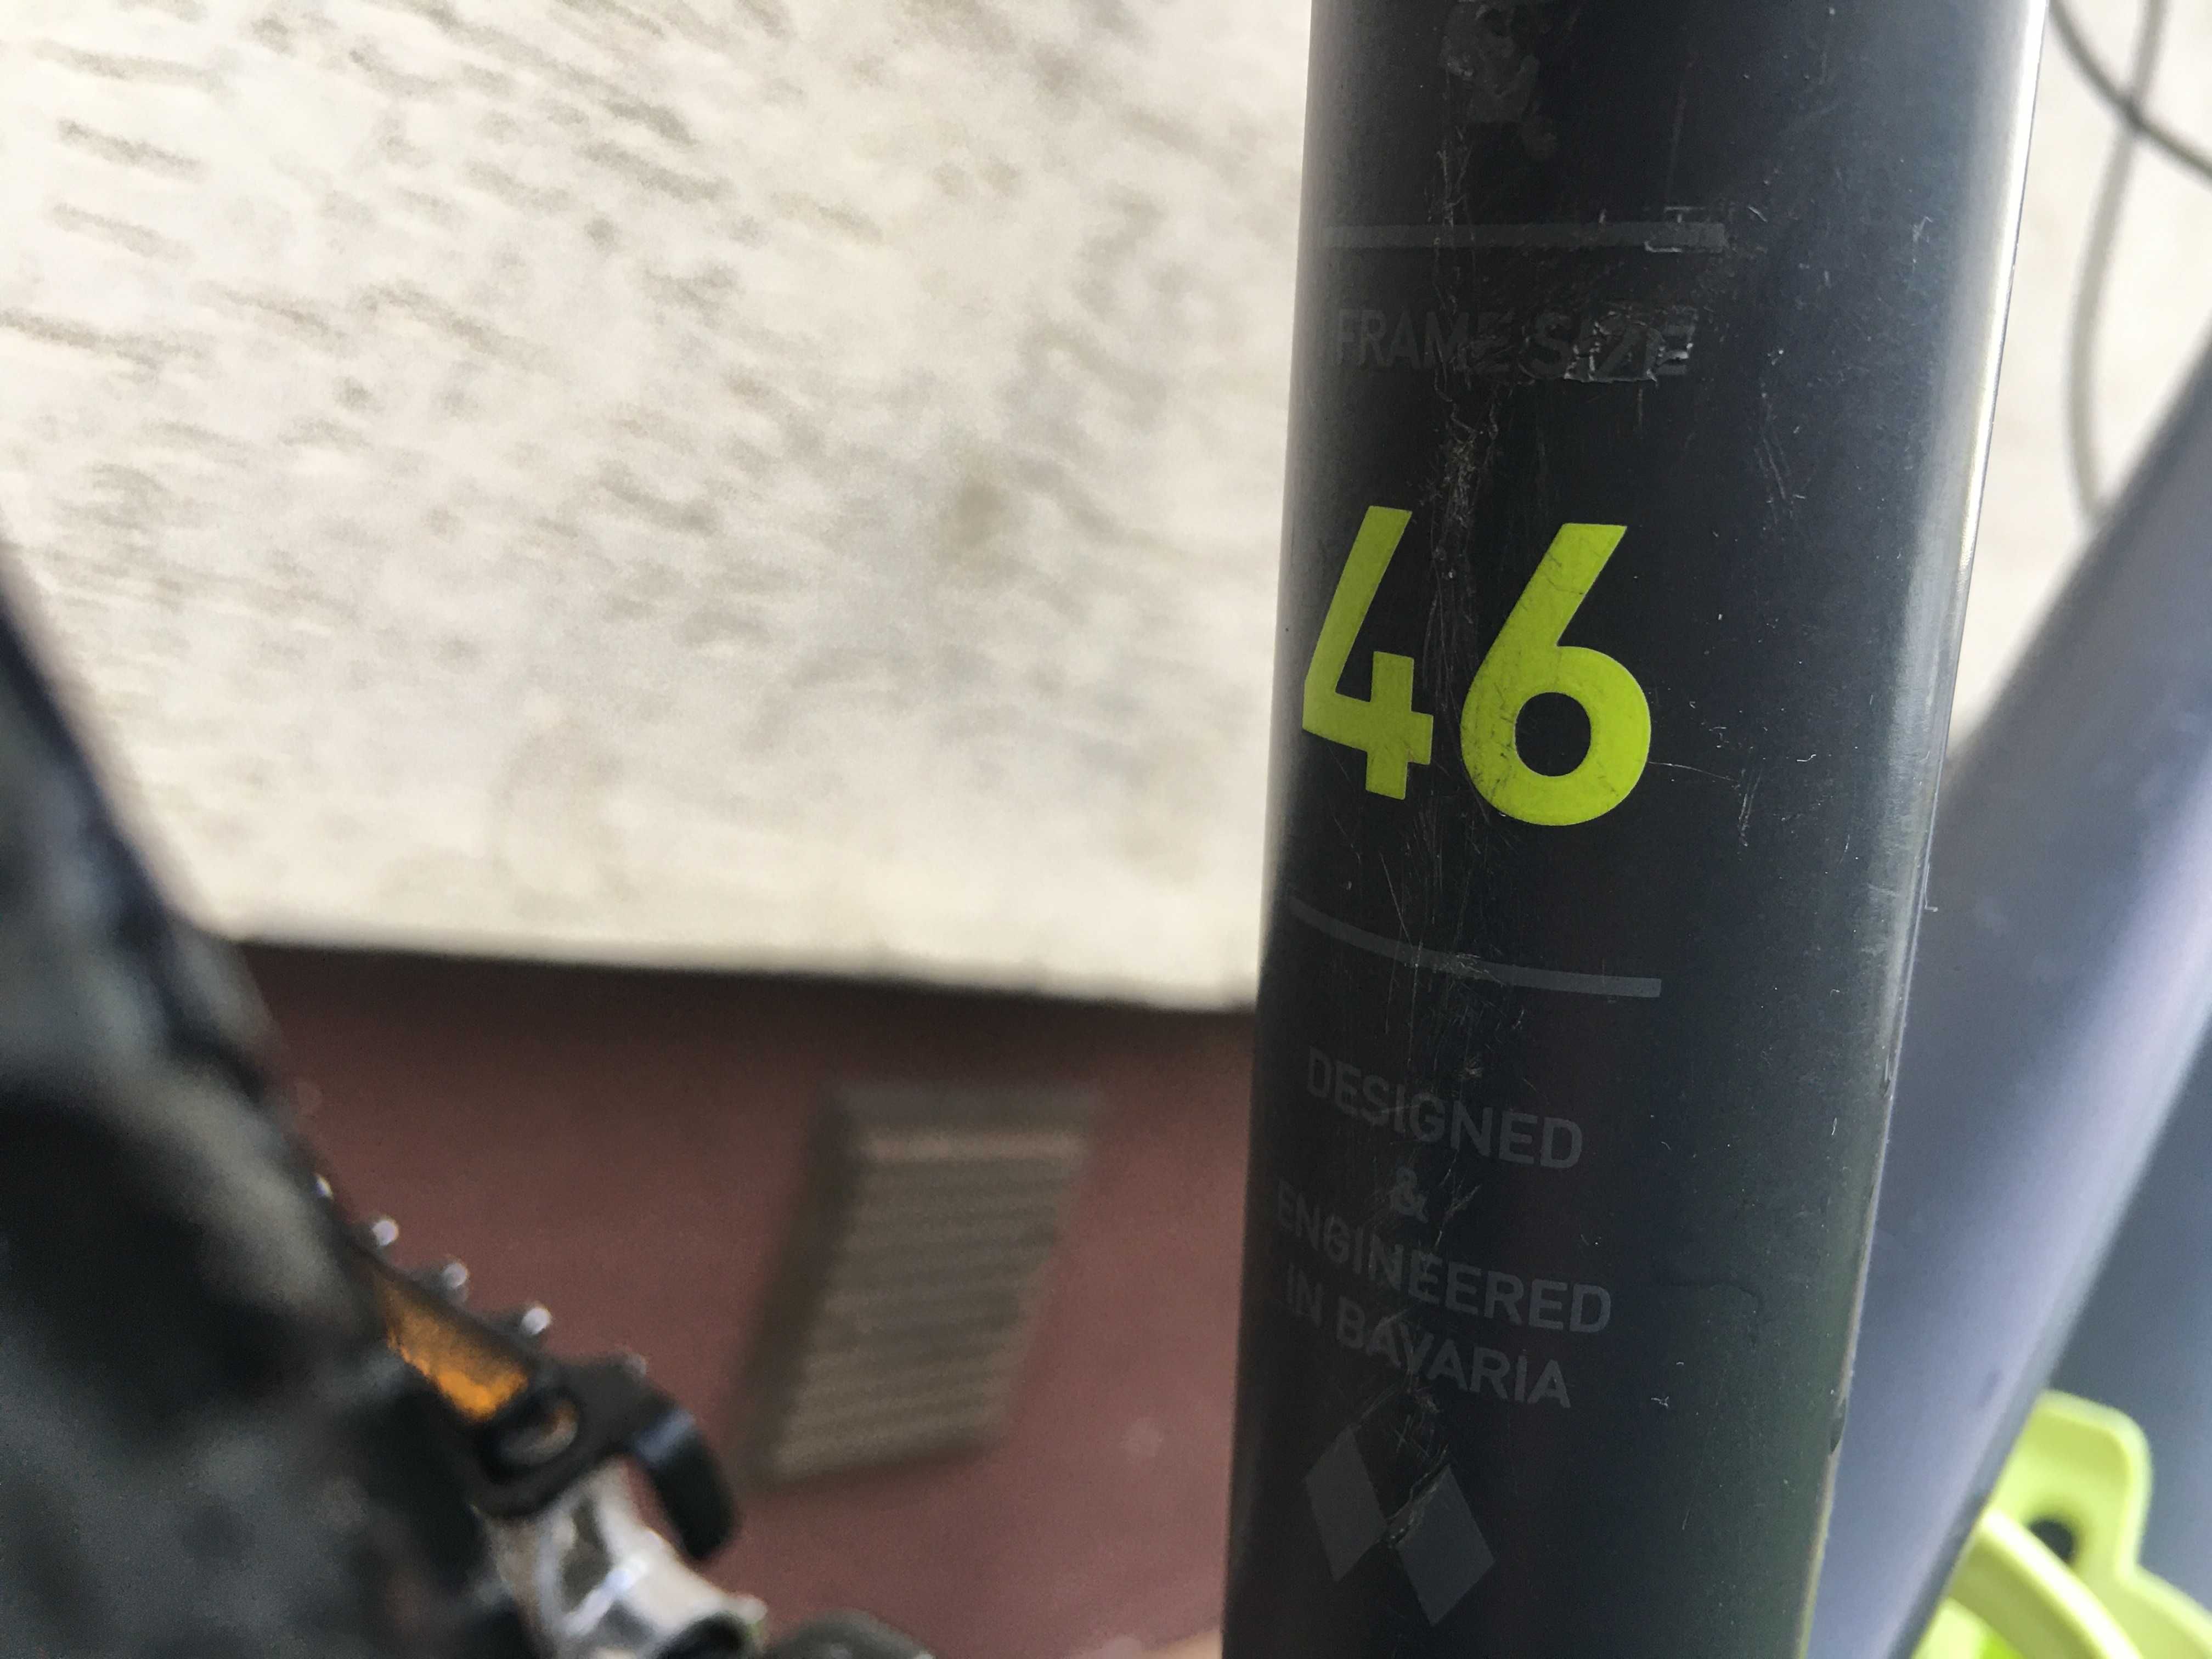 FRAME SIZE
46
DESIGNED
&
ENGINEERED
IN BAVARIA